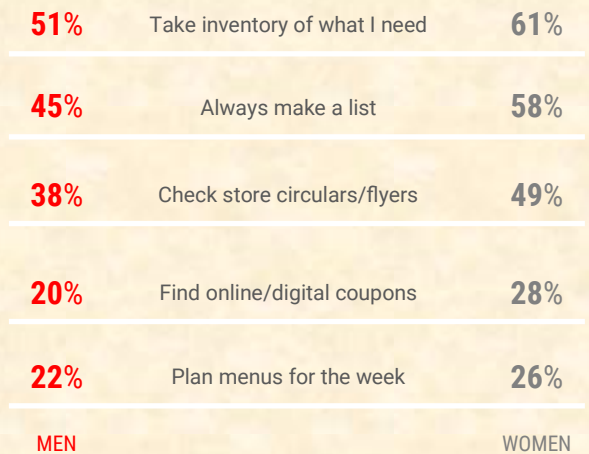 51% Take inventory of what I need 61%
45% Always make a list 58%
38% Check store circulars/flyers 49%
20% Find online/digital coupons 28%
22% Plan menus for the week 26%
MEN WOMEN